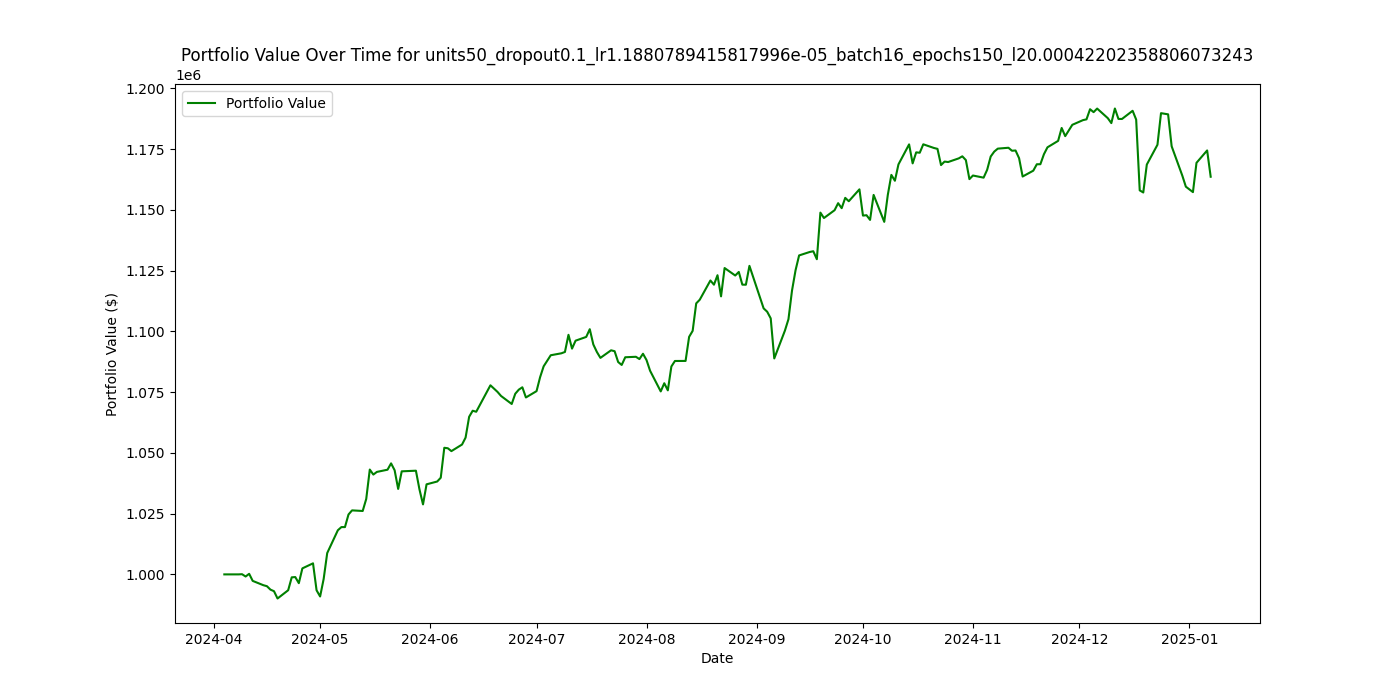 Portfolio Value Over Time for units50_dropout0.1_lr1.1880789415817996e-05_batch16_epochs150_l20.00042202358806073243
1e6
Portfolio Value
1.200
1.175
1.150
1.125
1.100
1.075
1.050
1.025
1.000
Portfolio Value ($)
2024-04 2024-05 2024-06 2024-07 2024-08 2024-09 2024-10 2024-11 2024-12 2025-01
Date